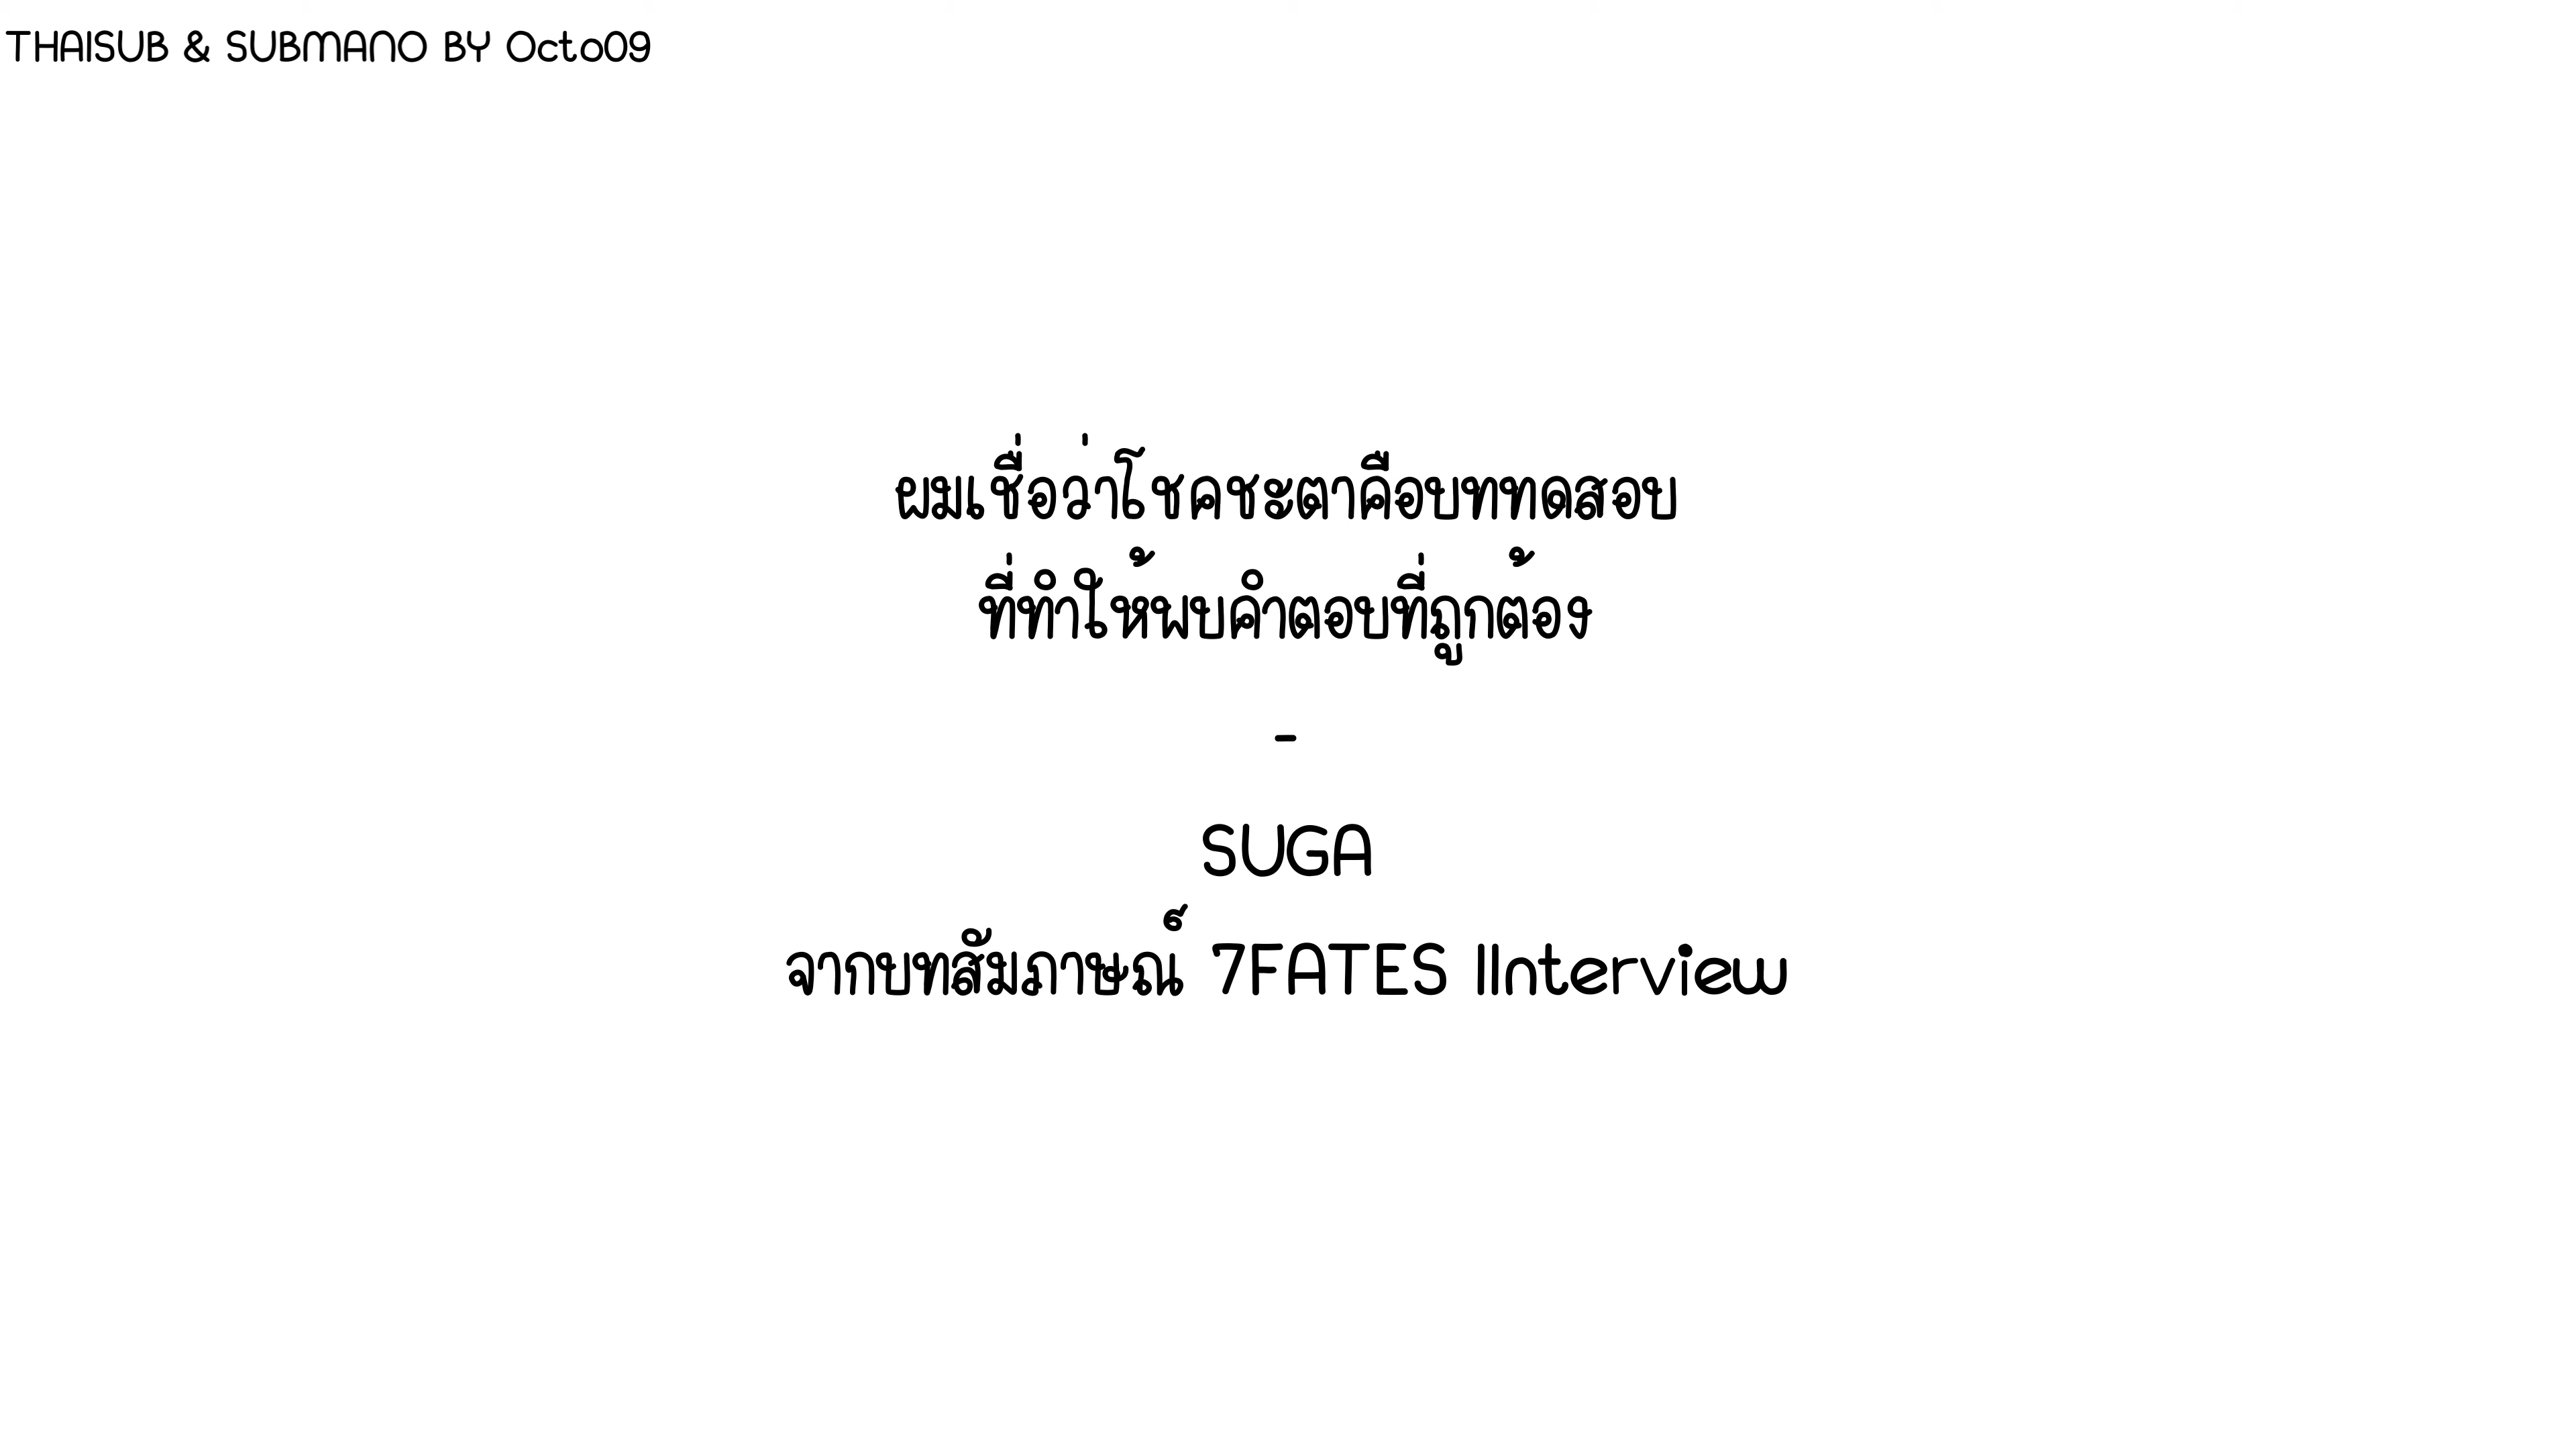 THAISUB & SUBMANO BY Octo09
ผมเชื่อว่าโชคชะตาคือบททดสอบ
ที่ทำให้พบคำตอบที่ถูกต้อง
-
SUGA
จากบทสัมภาษณ์ 7FATES IInterview